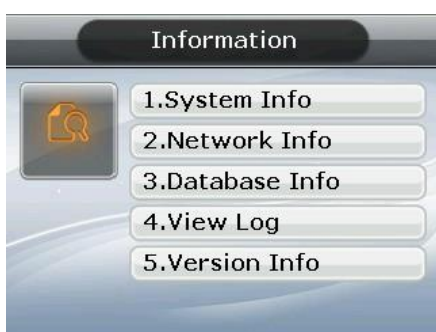 Information
1.System Info
2.Network Info
3.Database Info
4.View Log
5.Version Info